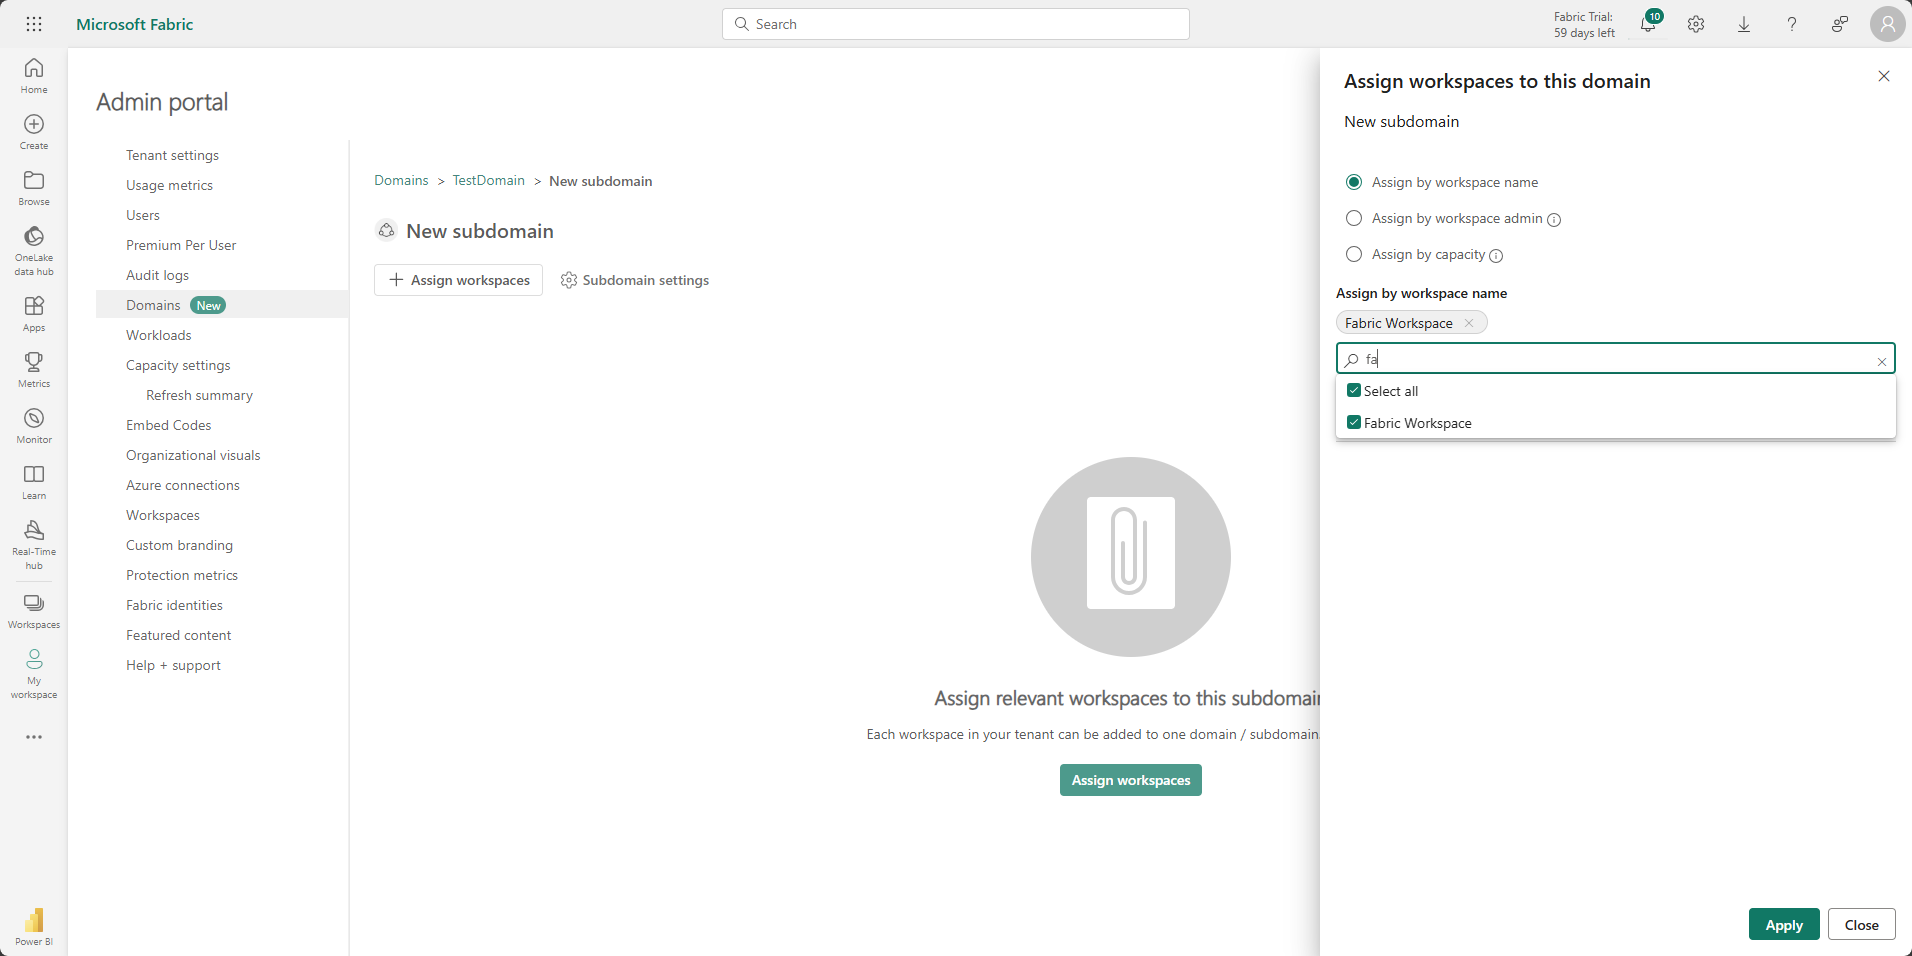 Microsoft Fabric
Search
Fabric Trial:
59 days left
10
Home
Create
Browse
OneLake
data hub
Apps
Metrics
Monitor
Learn
Real-Time
hub
Workspaces
My
workspace
Power BI
Admin portal
Tenant settings
Usage metrics
Users
Premium Per User
Audit logs
Domains New
Workloads
Capacity settings
Refresh summary
Embed Codes
Organizational visuals
Azure connections
Workspaces
Custom branding
Protection metrics
Fabric identities
Featured content
Help + support
Domains > TestDomain > New subdomain
New subdomain
Assign workspaces
Subdomain settings
Assign relevant workspaces to this subdomain
Each workspace in your tenant can be added to one domain / subdomain.
Assign workspaces
Assign workspaces to this domain
New subdomain
Assign by workspace name
Assign by workspace admin
Assign by capacity
Assign by workspace name
Fabric Workspace
fa
Select all
Fabric Workspace
Apply
Close